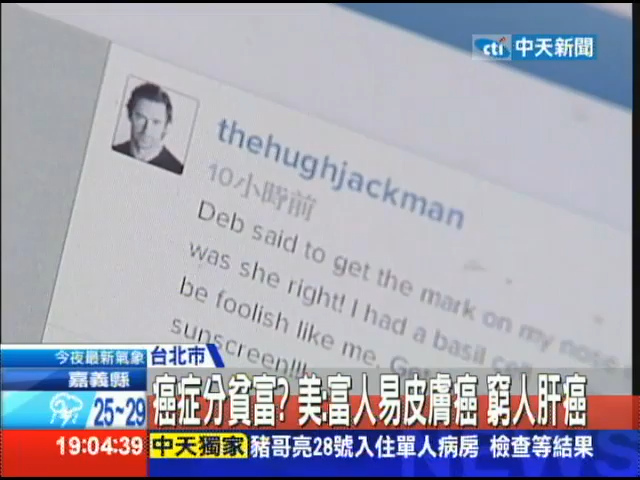 cti 中天新聞
thehughjackman
10小時前
Deb said to get the mark on my nose
was she right! I had a basil cell
be foolish like me. Get
sunscreen!!!
今夜最新氣象 台北市
嘉義縣
25~29
癌症分貧富? 美:富人易皮膚癌 窮人肝癌
19:04:39 中天獨家 豬哥亮28號入住單人病房 檢查等結果
NEWS